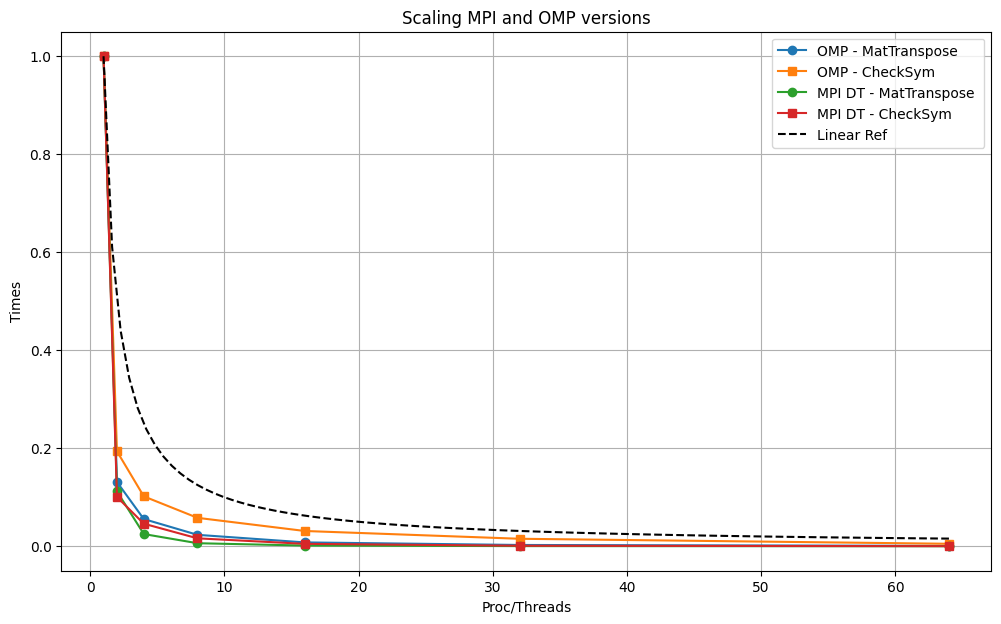 Scaling MPI and OMP versions
OMP - MatTranspose
OMP - CheckSym
MPI DT - MatTranspose
MPI DT - CheckSym
Linear Ref
Times
1.0
0.8
0.6
0.4
0.2
0.0
0
10
20
30
40
50
60
Proc/Threads